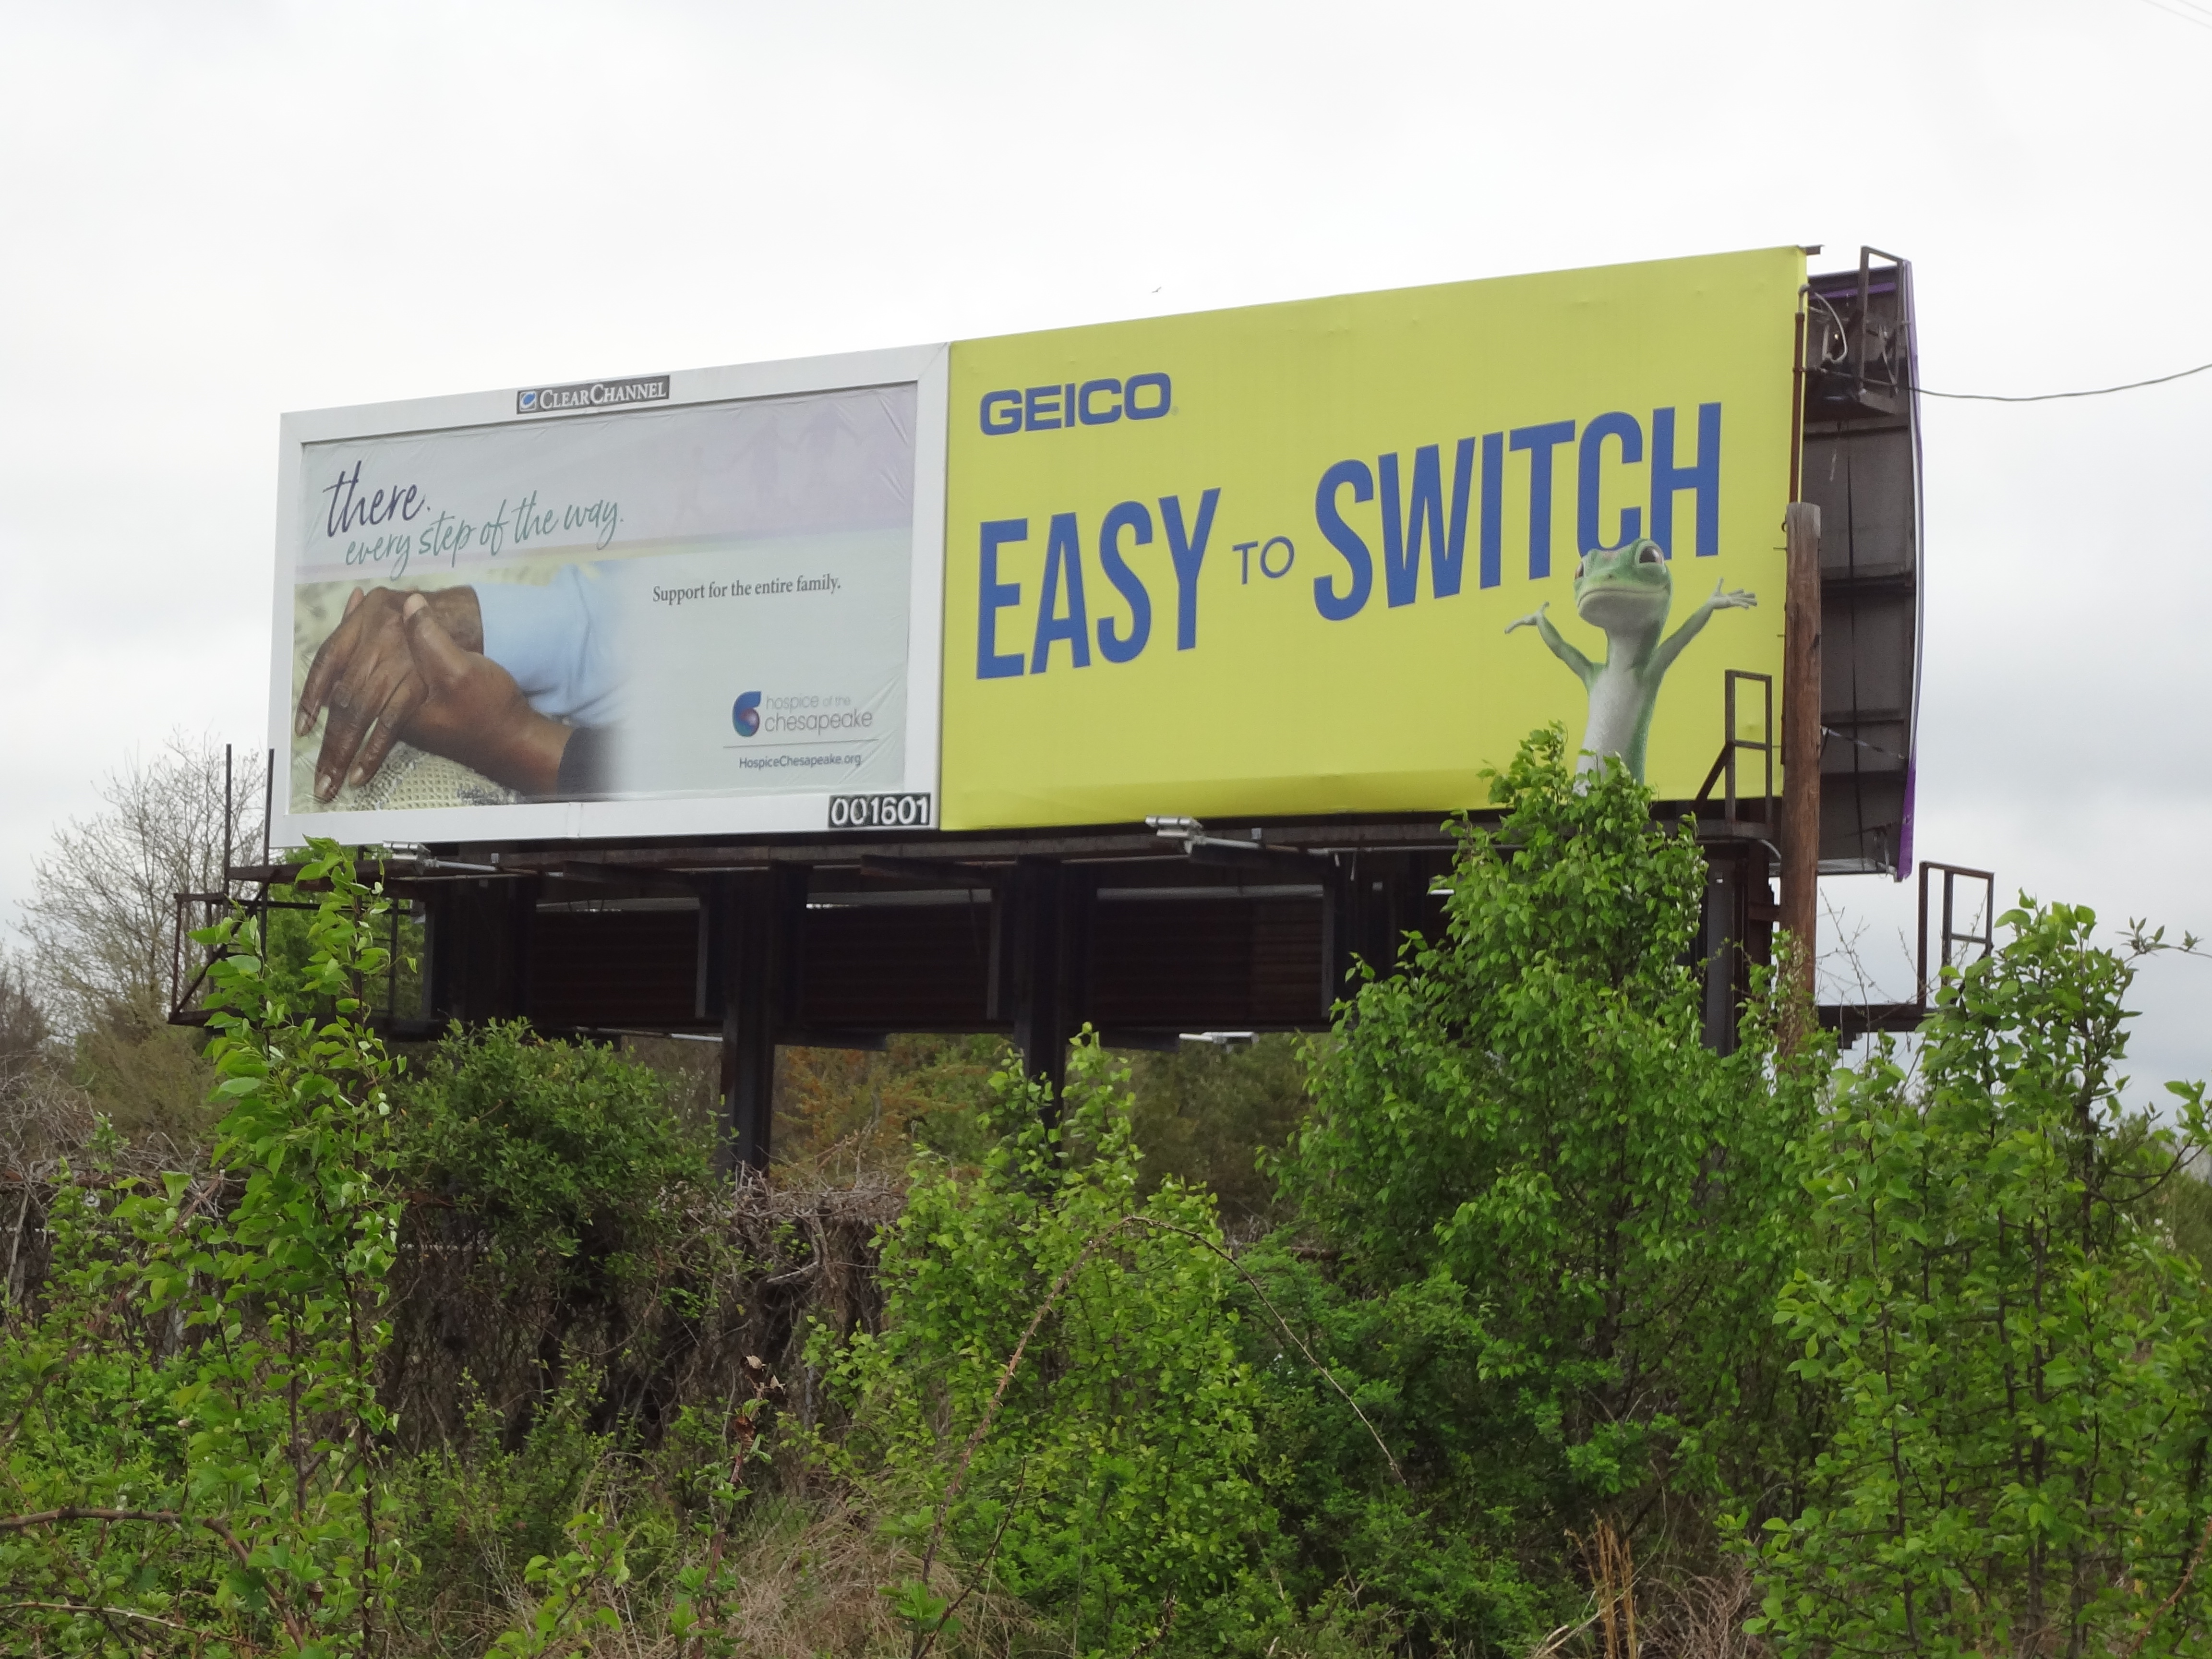 CLEARCHANNEL
there.
every step of the way.
Support for the entire family.
hospice of the
chesapeake
HospiceChesapeake.org
001601
GEICO
EASY TO SWITCH